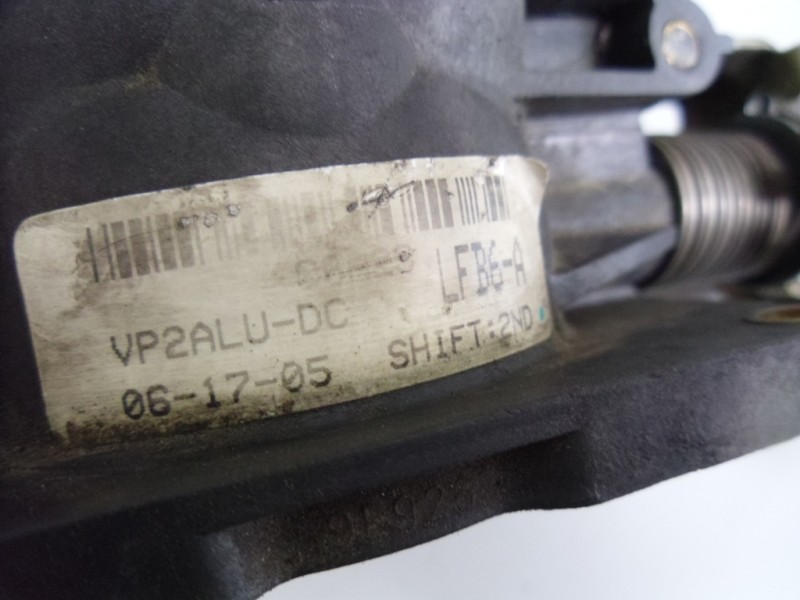 LFB6-A
VP2ALU-DC
06-17-05 SHIFT:2ND